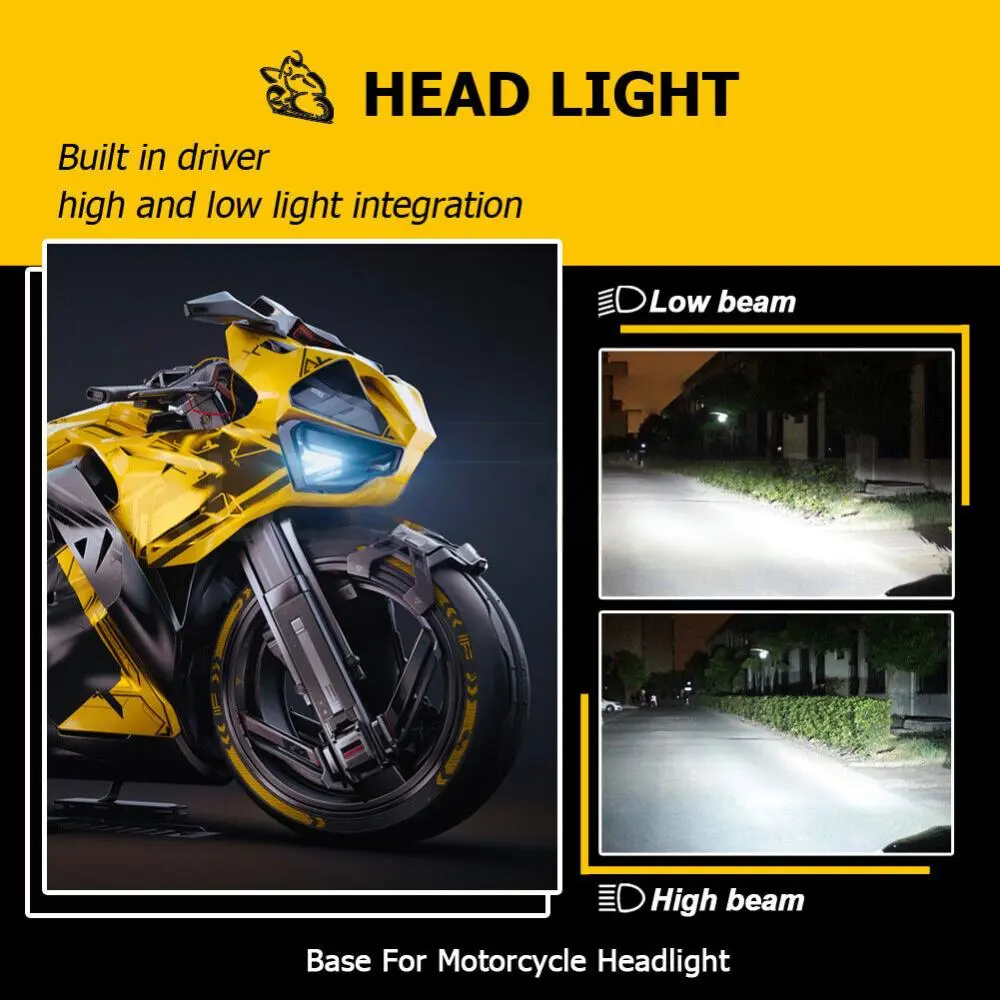 HEAD LIGHT
Built in driver
high and low light integration
Low beam
High beam
Base For Motorcycle Headlight